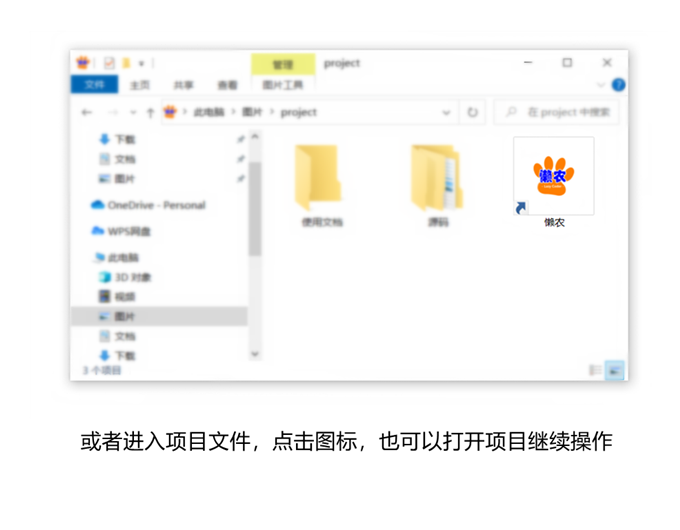 管理
project
文件
主页
共享
查看
图片工具
此电脑
图片
project
在 project 中搜索
下载
文档
图片
OneDrive - Personal
WPS网盘
此电脑
3D 对象
视频
图片
文档
下载
3 个项目
使用文档
源码
懒农
懒农
或者进入项目文件，点击图标，也可以打开项目继续操作